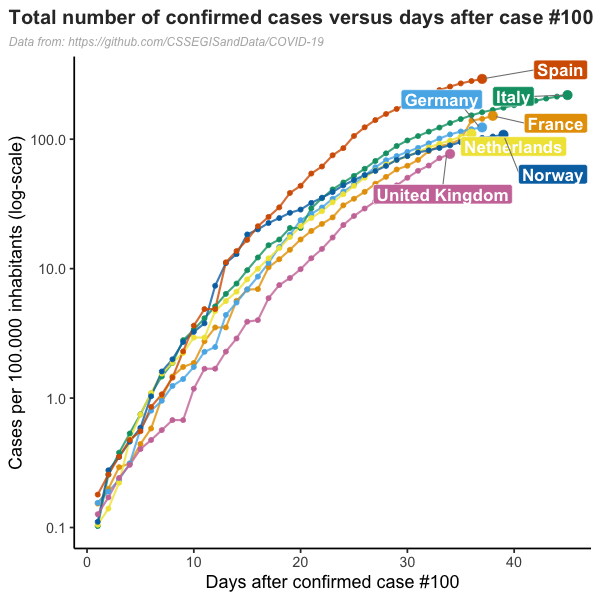 Total number of confirmed cases versus days after case #100
Data from: https://github.com/CSSEGISandData/COVID-19
Cases per 100.000 inhabitants (log-scale)
100.0
10.0
1.0
0.1
Spain
Germany
Italy
France
Netherlands
Norway
United Kingdom
0
10
20
30
40
Days after confirmed case #100